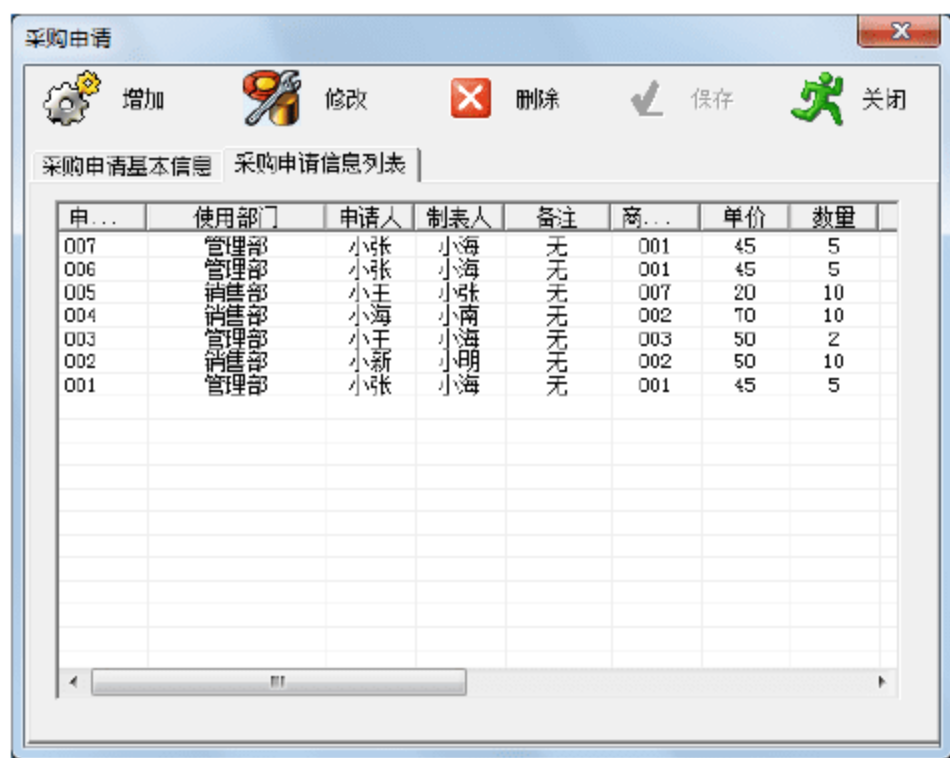 采购申请
增加 修改 删除 保存 关闭
采购申请基本信息 采购申请信息列表
申... 使用部门 申请人 制表人 备注 商... 单价 数量
007 管理部 小张 小海 无 001 45 5
006 管理部 小张 小海 无 001 45 5
005 销售部 小王 小张 无 007 20 10
004 销售部 小海 小南 无 002 70 10
003 管理部 小王 小海 无 003 50 2
002 销售部 小新 小明 无 002 50 10
001 管理部 小张 小海 无 001 45 5